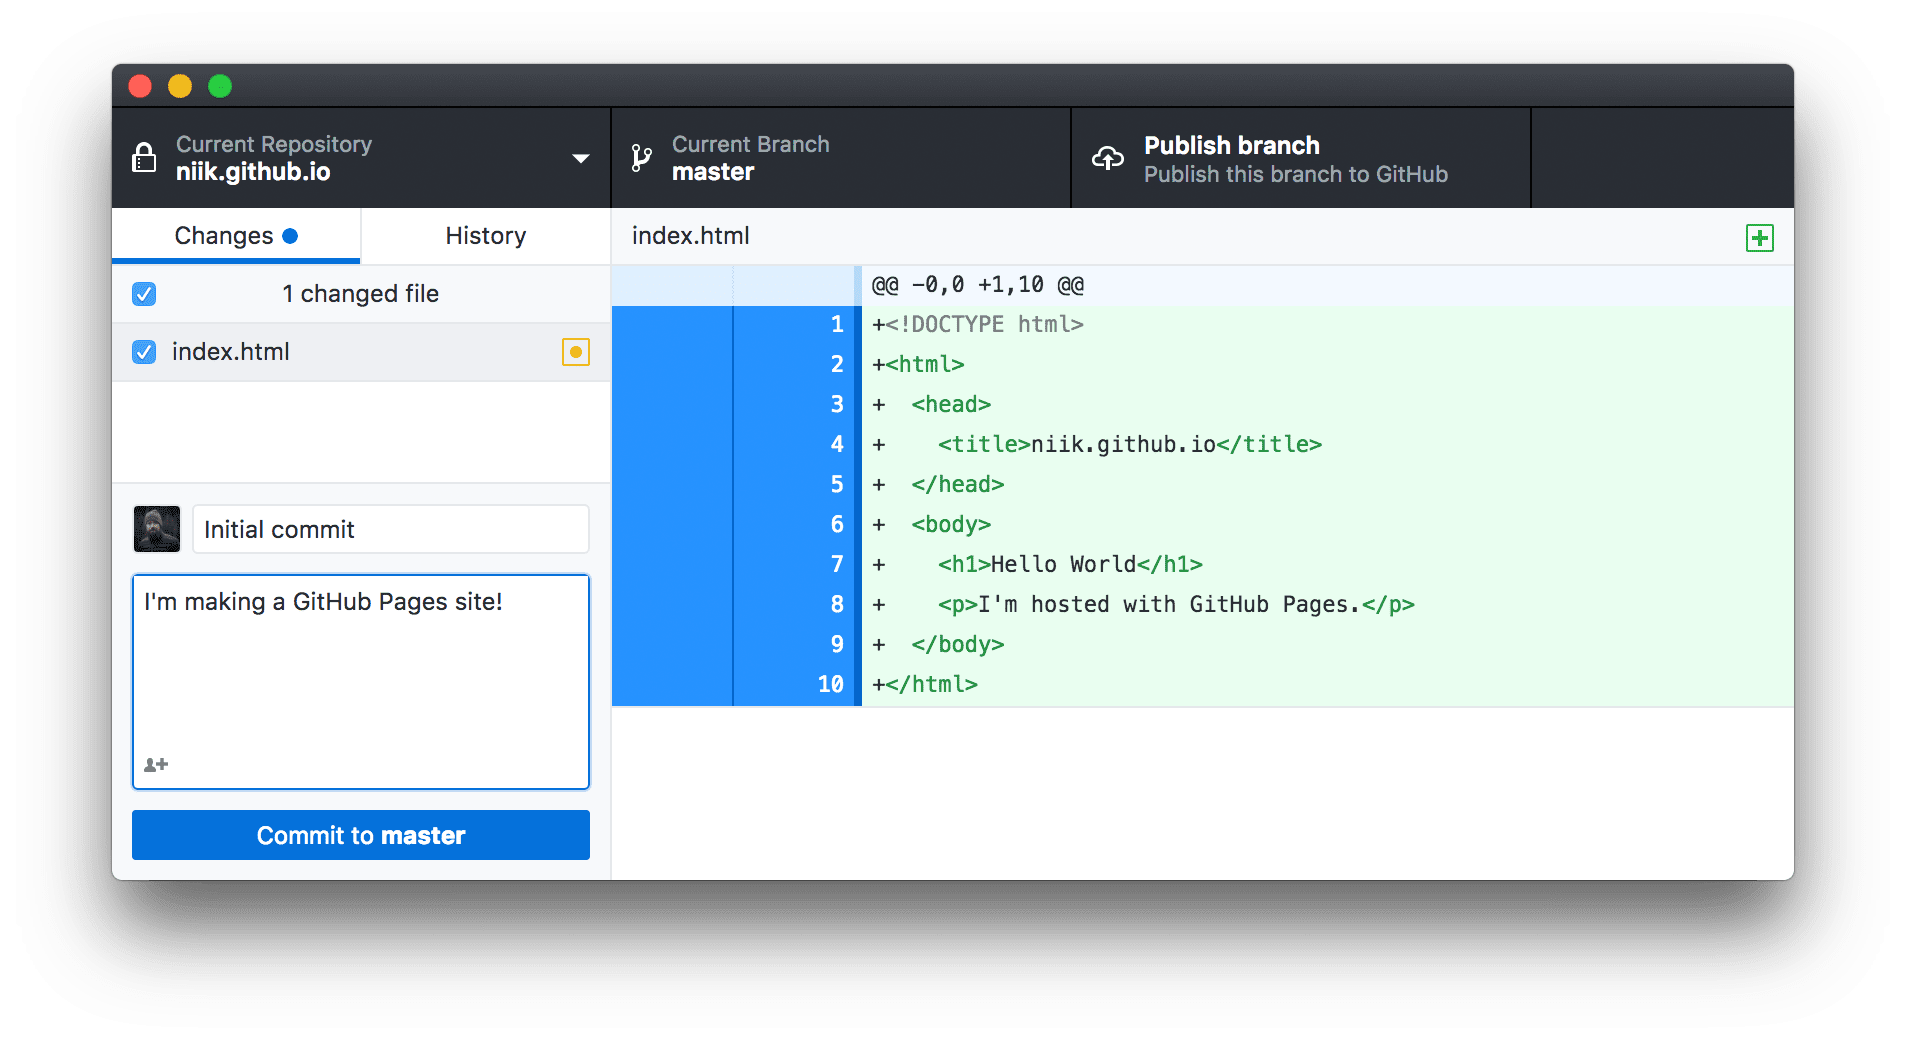 Current Repository
niik.github.io
Current Branch
master
Publish branch
Publish this branch to GitHub
Changes
History
1 changed file
index.html
Initial commit
I'm making a GitHub Pages site!
Commit to master
index.html
@@ -0,0 +1,10 @@
1 +<!DOCTYPE html>
2 +<html>
3 +  <head>
4 +    <title>niik.github.io</title>
5 +  </head>
6 +  <body>
7 +    <h1>Hello World</h1>
8 +    <p>I'm hosted with GitHub Pages.</p>
9 +  </body>
10 +</html>